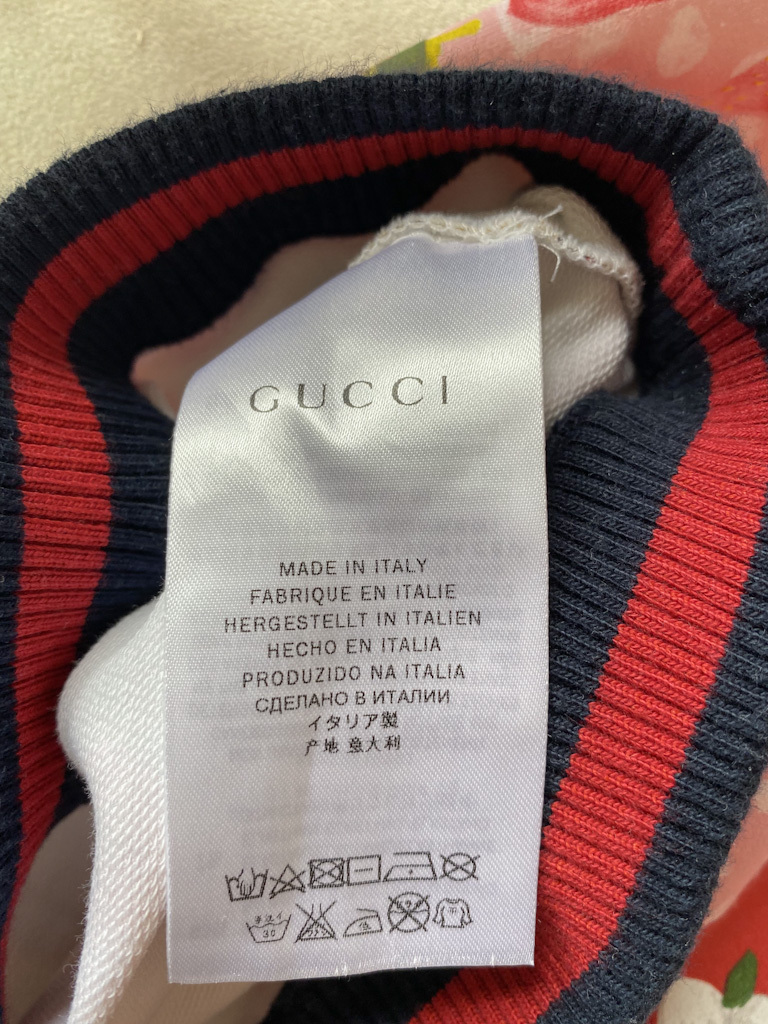 GUCCI
MADE IN ITALY
FABRIQUE EN ITALIE
HERGESTELLT IN ITALIEN
HECHO EN ITALIA
PRODUZIDO NA ITALIA
СДЕЛАНО В ИТАЛИИ
イタリア製
产地 意大利
30